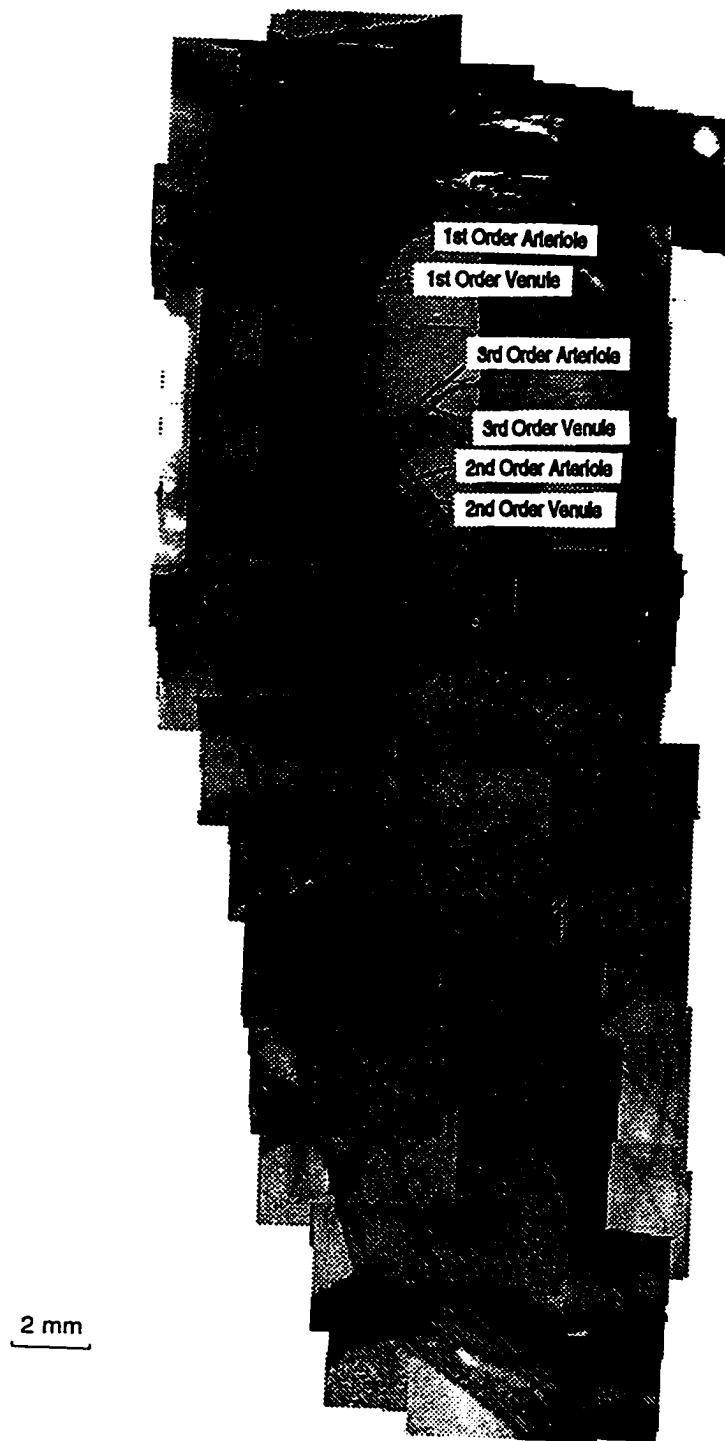 1st Order Arteriole
1st Order Venule
3rd Order Arteriole
3rd Order Venule
2nd Order Arteriole
2nd Order Venule
2 mm